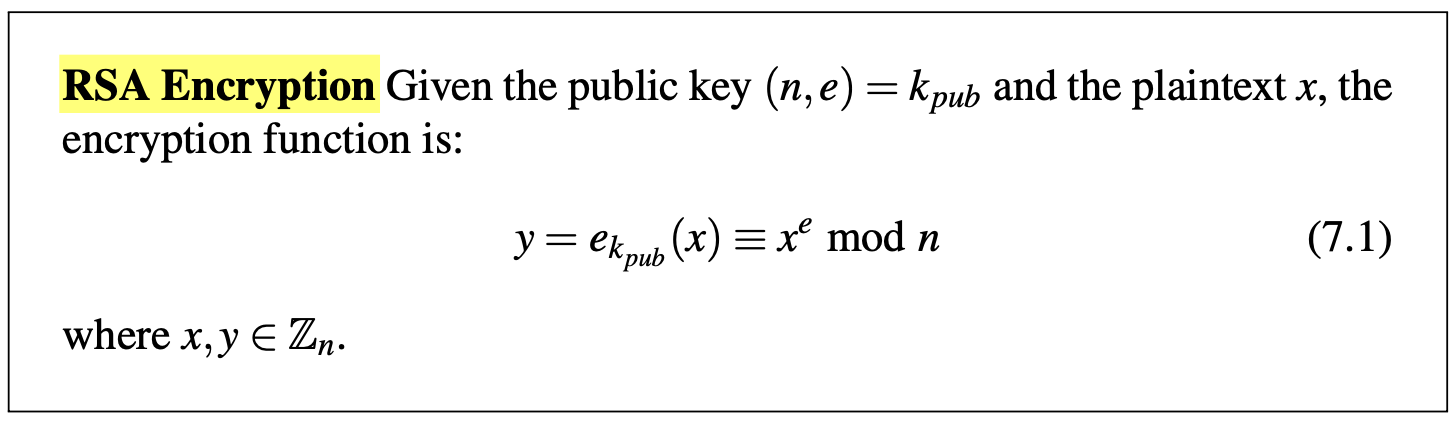 RSA Encryption Given the public key (n,e) = k_pub and the plaintext x, the
encryption function is:
y = e_{k_pub}(x) ≡ x^e mod n (7.1)
where x,y ∈ ℤ_n.